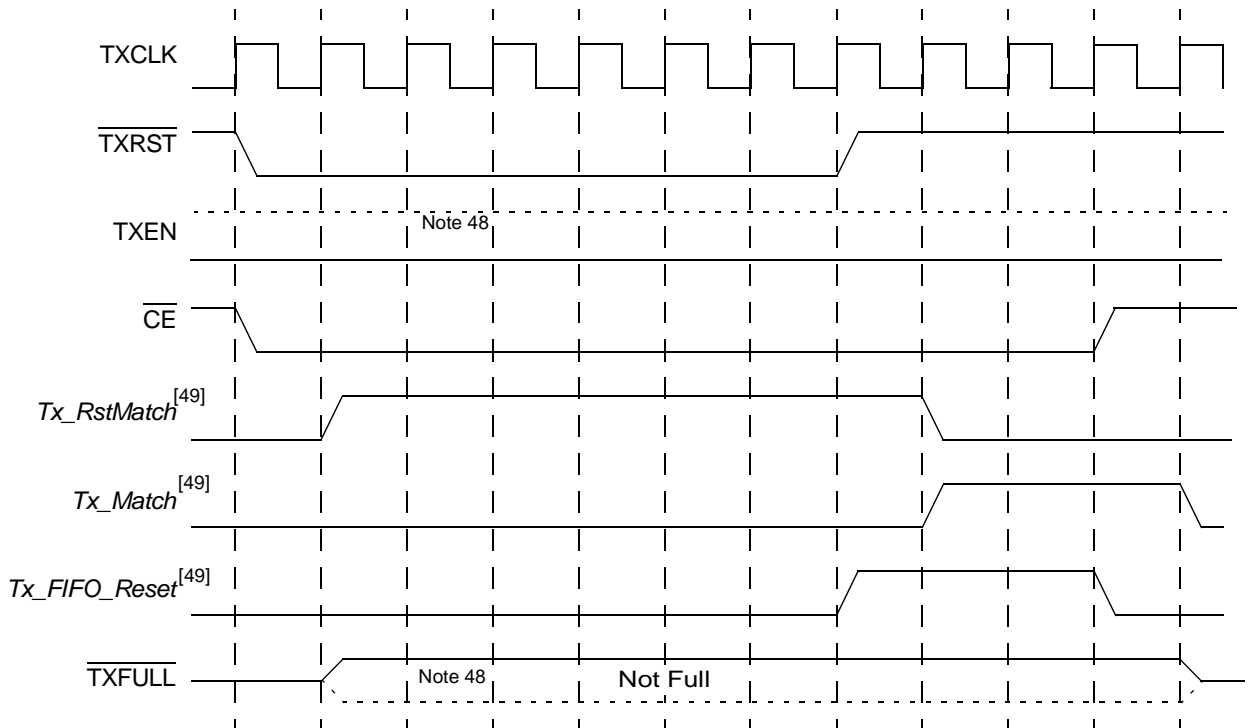 TXCLK
TXRST
Note 48
TXEN
CE
Tx_RstMatch[49]
Tx_Match[49]
Tx_FIFO_Reset[49]
TXFULL Note 48 Not Full